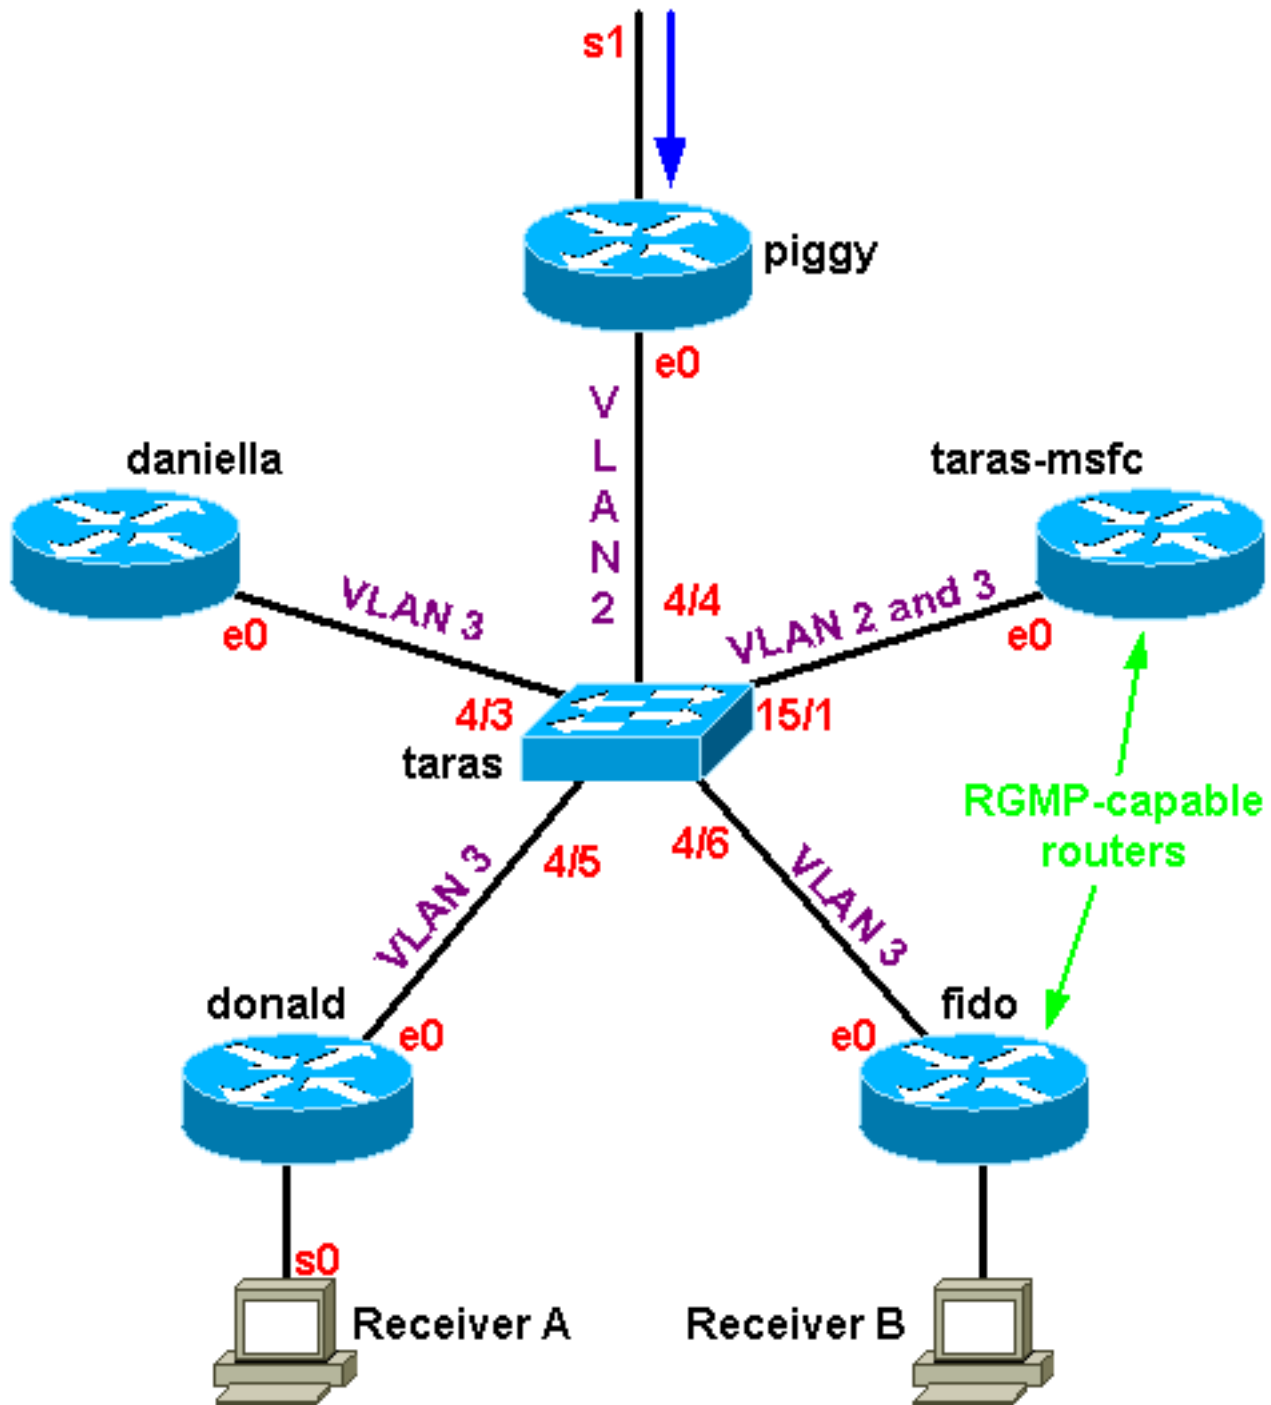 s1
piggy
e0
VLAN2
daniella
taras-msfc
VLAN 3
4/4
VLAN 2 and 3
e0
e0
4/3
15/1
taras
RGMP-capable
routers
4/5
4/6
VLAN 3
VLAN 3
donald
fido
e0
e0
s0
Receiver A
Receiver B